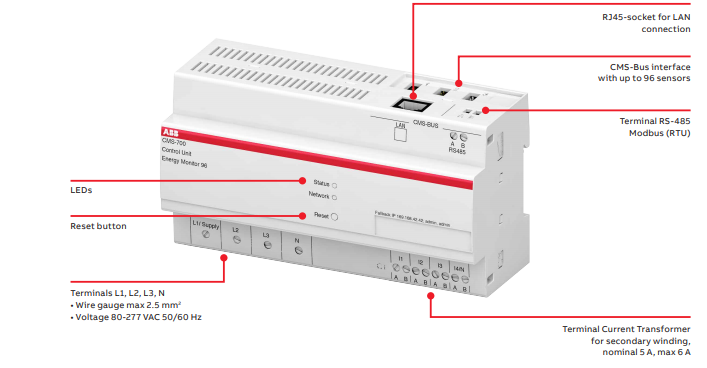 RJ45-socket for LAN
connection
CMS-Bus interface
with up to 96 sensors
Terminal RS-485
Modbus (RTU)
CMS-BUS
LAN
A B
RS485
ABB
CMS-700
Control Unit
Energy Monitor 96
Status
Network
Reset
LEDs
Reset button
L1/ Supply
L2
L3
N
I1 I2 I3 I4/N
A B A B A B A B
Terminals L1, L2, L3, N
• Wire gauge max 2.5 mm²
• Voltage 80-277 VAC 50/60 Hz
Terminal Current Transformer
for secondary winding,
nominal 5 A, max 6 A